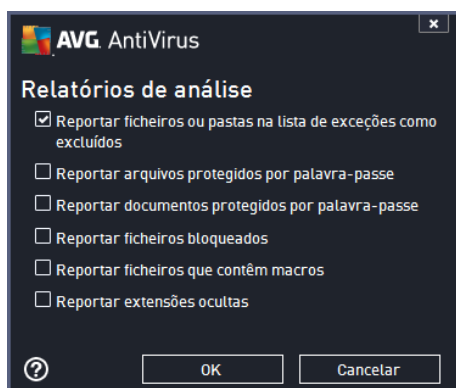 AVG AntiVirus
Relatórios de análise
Reportar ficheiros ou pastas na lista de exceções como
excluídos
Reportar arquivos protegidos por palavra-passe
Reportar documentos protegidos por palavra-passe
Reportar ficheiros bloqueados
Reportar ficheiros que contêm macros
Reportar extensões ocultas
? OK Cancelar